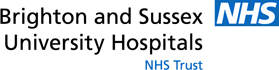 Brighton and Sussex NHS
University Hospitals
NHS Trust